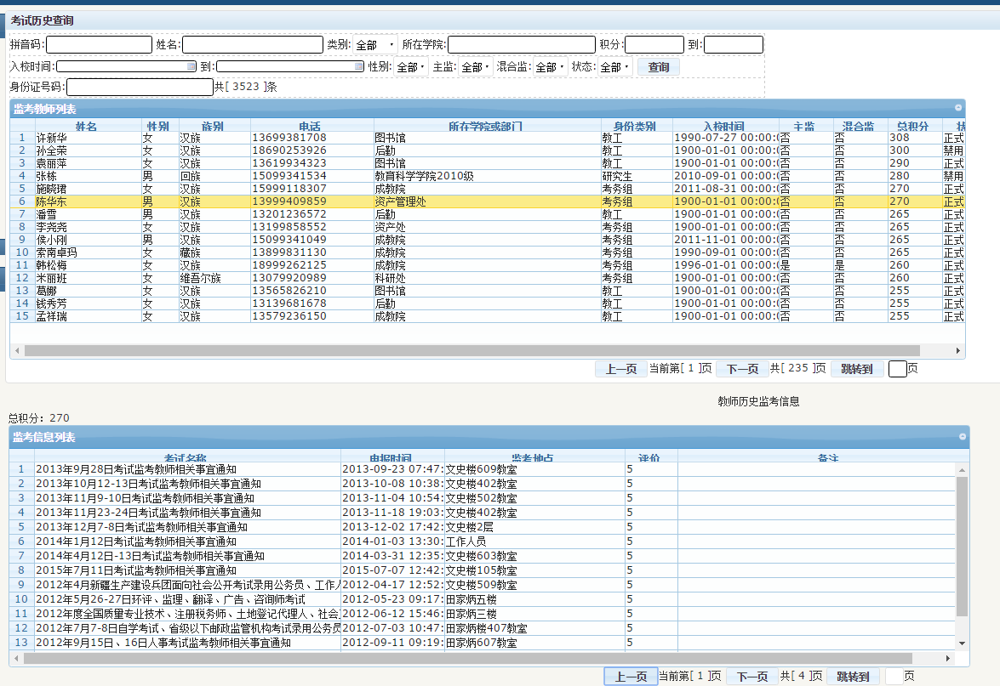 考试历史查询
拼音码: 姓名: 类别: 全部 所在学院: 积分: 到:
入校时间: 到: 性别: 全部 主监: 全部 混合监: 全部 状态: 全部 查询
身份证号码: 共[ 3523 ]条
监考教师列表
姓名 性别 族别 电话 所在学院或部门 身份类别 入校时间 主监 混合监 总积分 状
1 许新华 女 汉族 13699381708 图书馆 教工 1990-07-27 00:00:0 否 否 308 正式
2 孙全荣 女 汉族 18690253926 后勤 教工 1900-01-01 00:00:0 否 否 300 禁用
3 袁丽萍 女 汉族 13619934323 图书馆 教工 1900-01-01 00:00:0 否 否 290 正式
4 张栋 男 回族 15099341534 教育科学学院2010级 研究生 2010-09-01 00:00:0 否 否 280 禁用
5 施晓珺 女 汉族 15999118307 成教院 考务组 2011-08-31 00:00:0 否 否 270 正式
6 陈华东 男 汉族 13999409859 资产管理处 考务组 1900-01-01 00:00:0 否 否 270 正式
7 潘雪 男 汉族 13201236572 后勤 教工 1900-01-01 00:00:0 否 否 265 正式
8 李尧尧 女 汉族 13199858552 资产处 考务组 1900-01-01 00:00:0 否 否 265 正式
9 侯小刚 男 汉族 15099341049 成教院 考务组 2011-11-01 00:00:0 否 否 265 正式
10 索南卓玛 女 藏族 13899831130 成教院 考务组 1990-09-01 00:00:0 否 否 265 正式
11 韩松梅 女 汉族 18999262125 成教院 考务组 1996-01-01 00:00:0 是 是 260 正式
12 米丽班 女 维吾尔族 13079920989 科研处 考务组 1900-01-01 00:00:0 否 否 260 正式
13 葛娜 女 汉族 13565826210 图书馆 教工 1900-01-01 00:00:0 否 否 255 正式
14 钱秀芳 女 汉族 13139681678 后勤 教工 1900-01-01 00:00:0 否 否 255 正式
15 孟祥瑞 女 汉族 13579236150 成教院 教工 1900-01-01 00:00:0 否 否 255 正式
上一页 当前第[ 1 ]页 下一页 共[ 235 ]页 跳转到 页
教师历史监考信息
总积分: 270
监考信息列表
考试名称 申报时间 监考地点 评价 备注
1 2013年9月28日考试监考教师相关事宜通知 2013-09-23 07:47: 文史楼609教室 5
2 2013年10月12-13日考试监考教师相关事宜通知 2013-10-08 10:38: 文史楼402教室 5
3 2013年11月9-10日考试监考教师相关事宜通知 2013-11-04 10:54: 文史楼502教室 5
4 2013年11月23-24日考试监考教师相关事宜通知 2013-11-18 19:03: 文史楼402教室 5
5 2013年12月7-8日考试监考教师相关事宜通知 2013-12-02 17:42: 文史楼2层 5
6 2014年1月12日考试监考教师相关事宜通知 2014-01-03 13:30: 工作人员 5
7 2014年4月12日-13日考试监考教师相关事宜通知 2014-03-31 12:35: 文史楼603教室 5
8 2015年7月11日考试监考教师相关事宜通知 2015-07-07 12:42: 文史楼105教室 5
9 2012年4月新疆生产建设兵团面向社会公开考试录用公务员、工作人 2012-04-17 12:52: 文史楼509教室 5
10 2012年5月26-27日环评、监理、翻译、广告、咨询师考试 2012-05-23 09:17: 田家炳五楼 5
11 2012年度全国质量专业技术、注册税务师、土地登记代理人、社会工 2012-06-12 15:46: 田家炳三楼 5
12 2012年7月7-8日自学考试、省级以下邮政监管机构考试录用公务员 2012-07-03 10:47: 田家炳楼407教室 5
13 2012年9月15日、16日人事考试监考教师相关事宜通知 2012-09-11 09:19: 田家炳607教室 5
上一页 当前第[ 1 ]页 下一页 共[ 4 ]页 跳转到 页